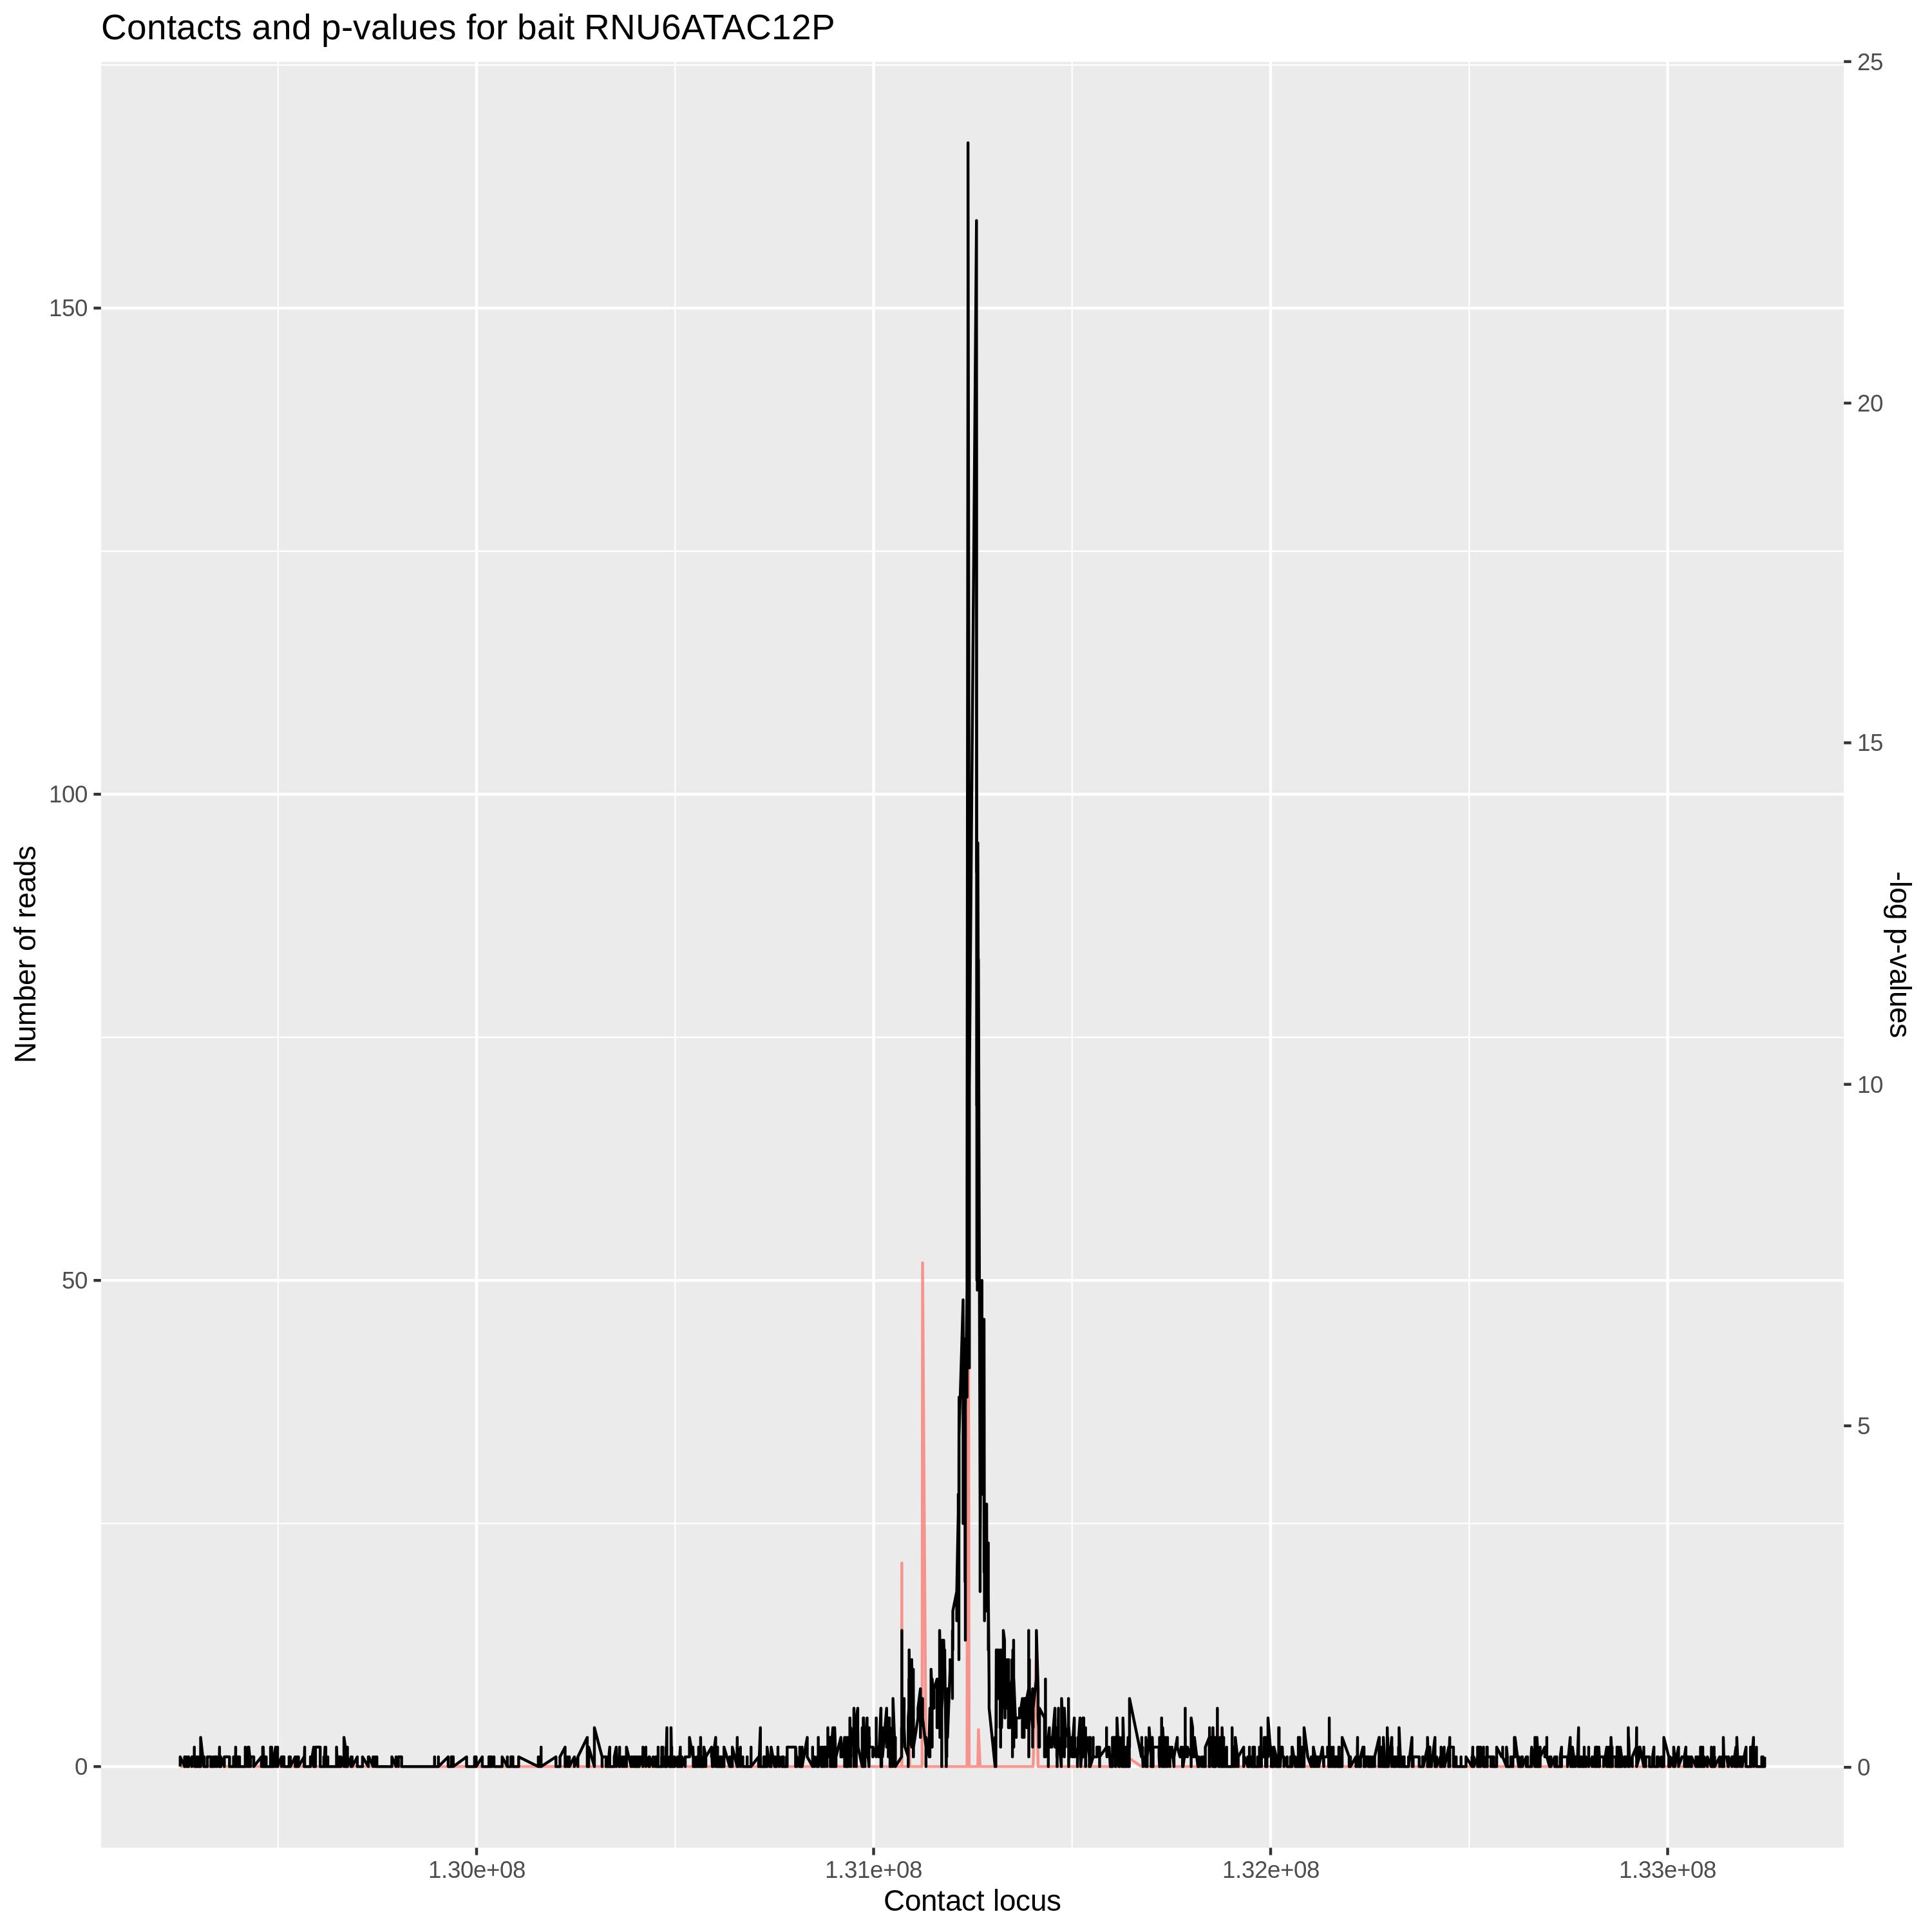 Contacts and p-values for bait RNU6ATAC12P
Number of reads
150
100
50
0
25
20
15
10
5
0
-log p-values
1.30e+08
1.31e+08
1.32e+08
1.33e+08
Contact locus